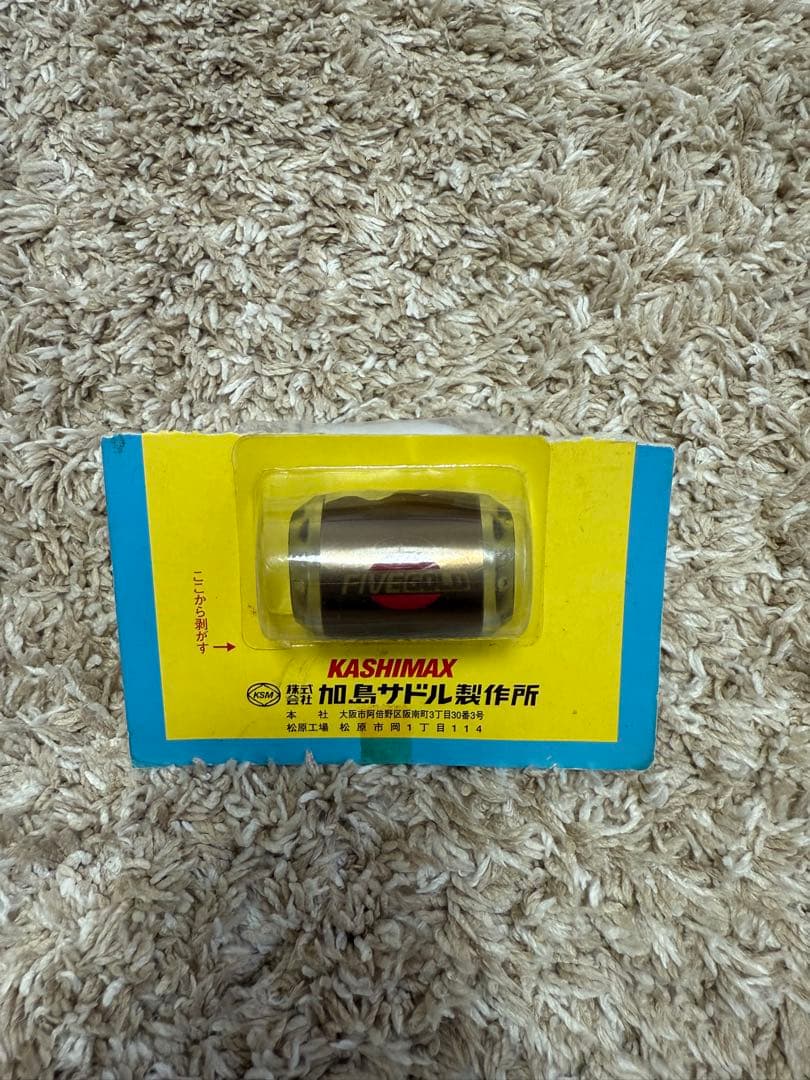 FIVEGOLD
ここから剥がす→
KASHIMAX
KSM 株式会社 加島サドル製作所
本社 大阪市阿倍野区阪南町3丁目30番3号
松原工場 松原市岡1丁目114